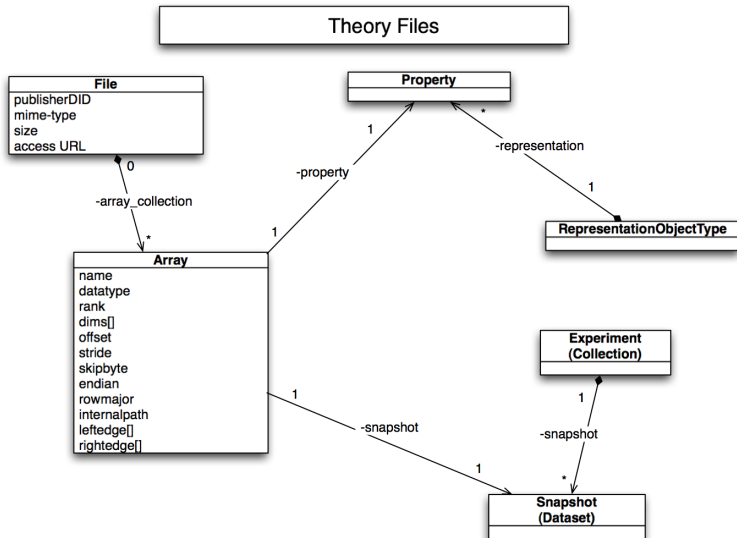 Theory Files
File
publisherDID
mime-type
size
access URL
0
-array_collection
*
Property
1
-property
1
*
-representation
1
RepresentationObjectType
Array
name
datatype
rank
dims[]
offset
stride
skipbyte
endian
rowmajor
internalpath
leftedge[]
rightedge[]
1
-snapshot
1
Experiment
(Collection)
1
-snapshot
*
Snapshot
(Dataset)